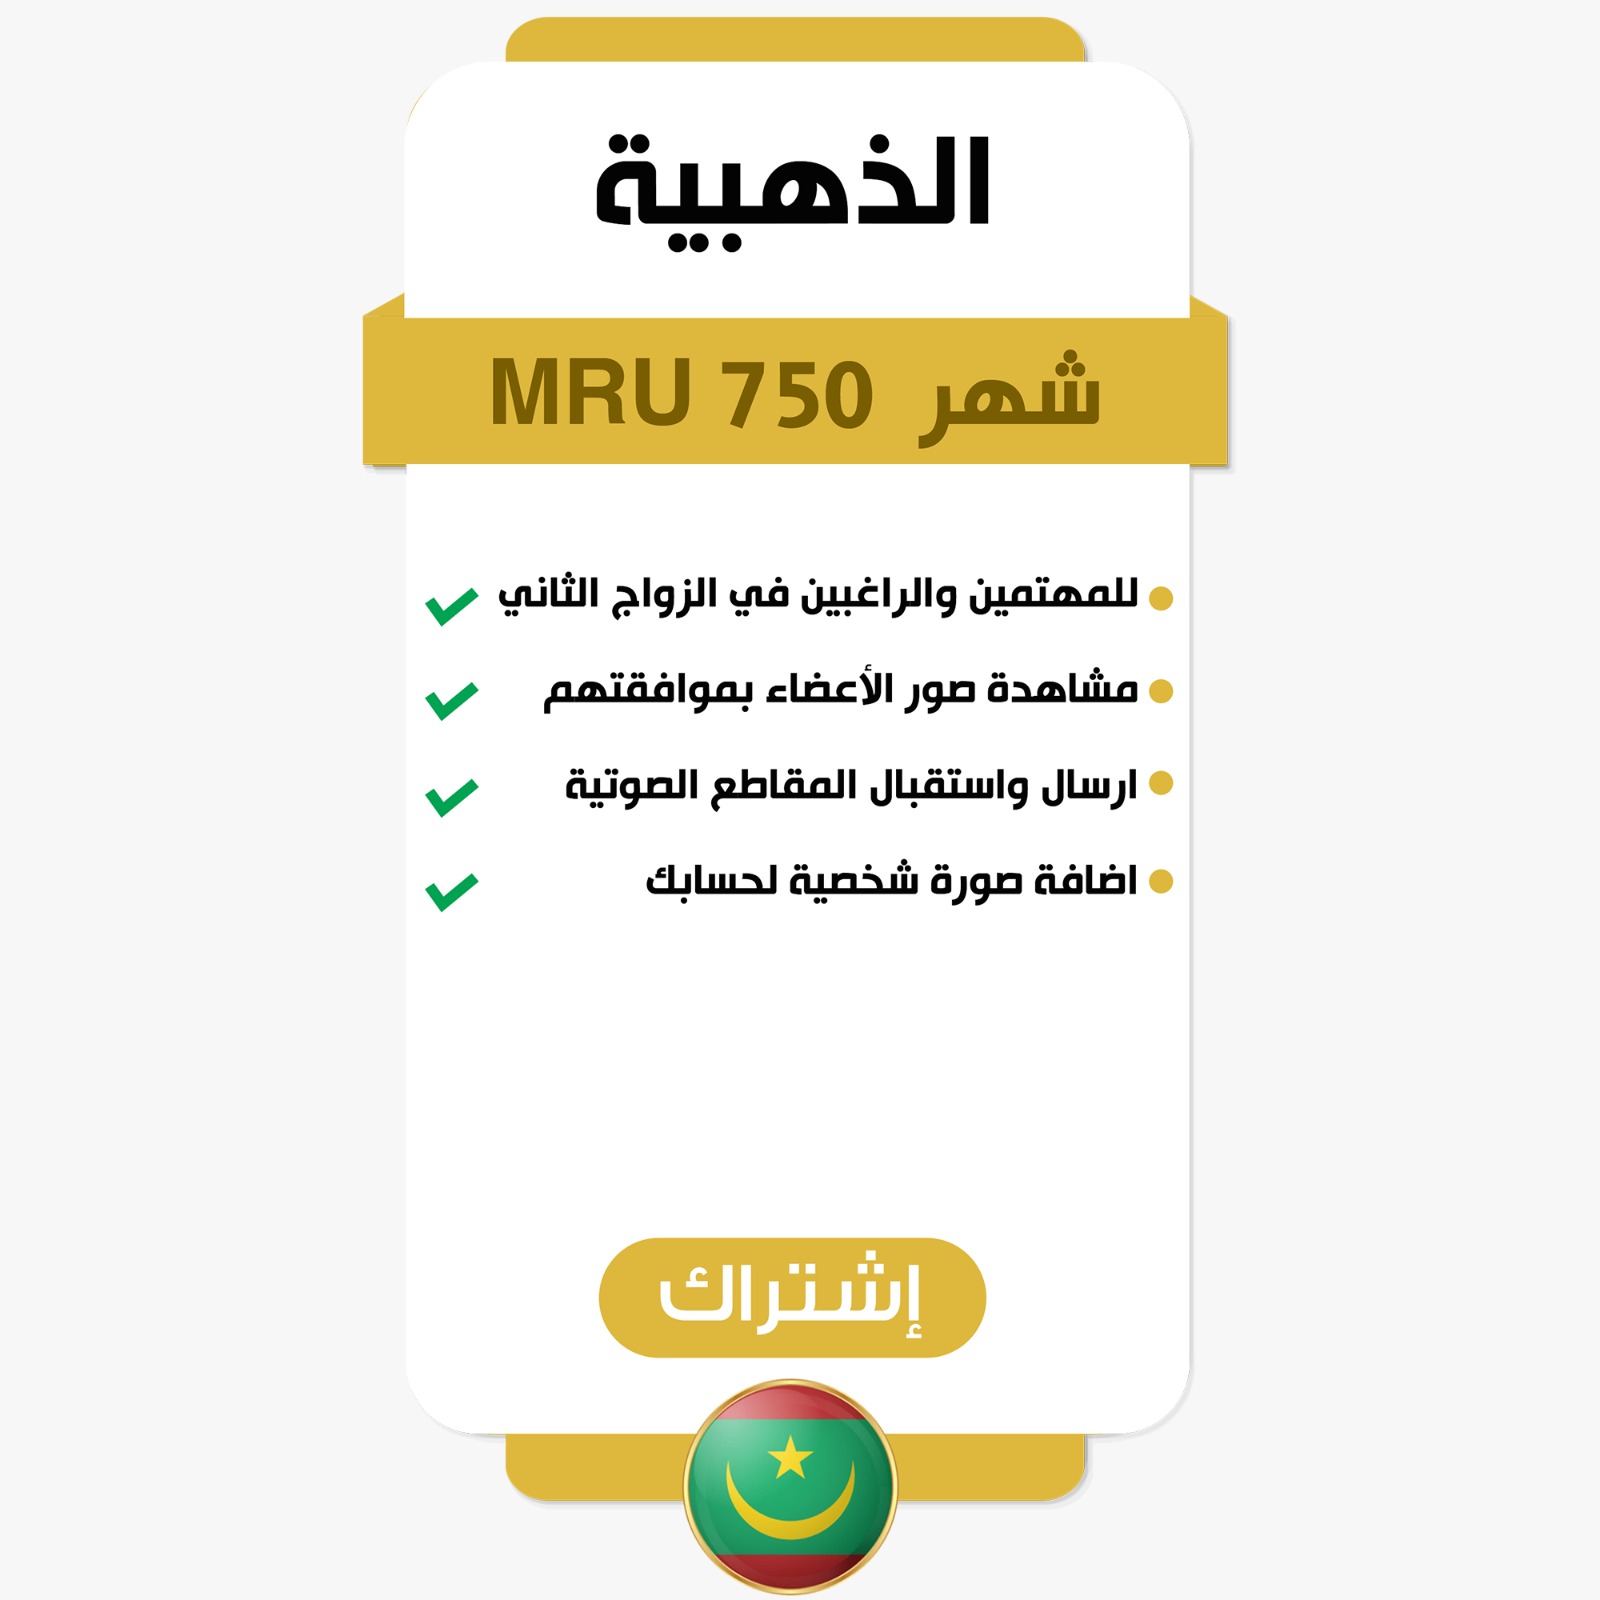 الذهبية
شهر 750 MRU
للمهتمين والراغبين في الزواج الثاني
مشاهدة صور الأعضاء بموافقتهم
ارسال واستقبال المقاطع الصوتية
اضافة صورة شخصية لحسابك
إشتراك